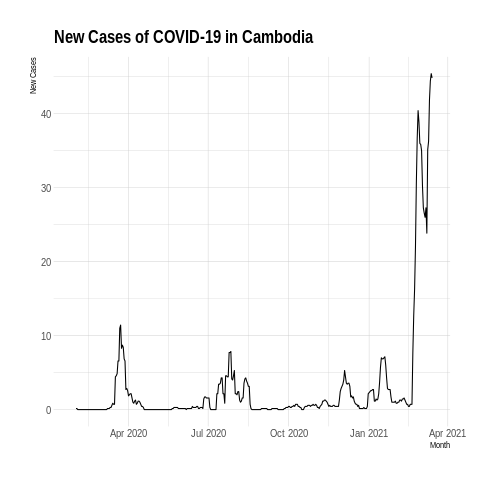 New Cases of COVID-19 in Cambodia
New Cases
40
30
20
10
0
Apr 2020 Jul 2020 Oct 2020 Jan 2021 Apr 2021
Month